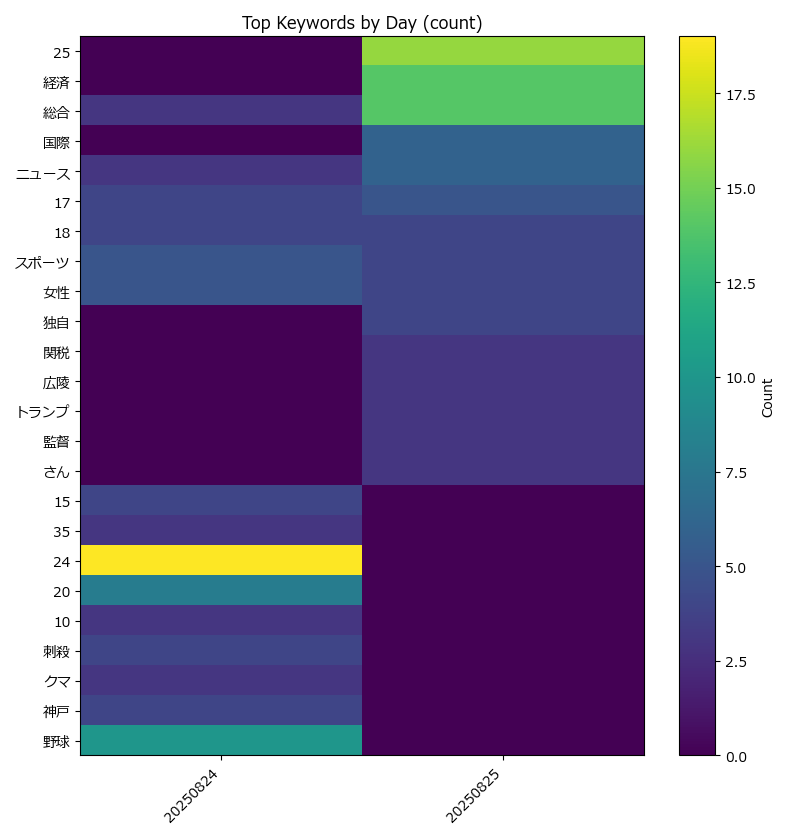 Top Keywords by Day (count)
25
経済
総合
国際
ニュース
17
18
スポーツ
女性
独自
関税
広陵
トランプ
監督
さん
15
35
24
20
10
刺殺
クマ
神戸
野球
20250824
20250825
17.5
15.0
12.5
10.0
7.5
5.0
2.5
0.0
Count